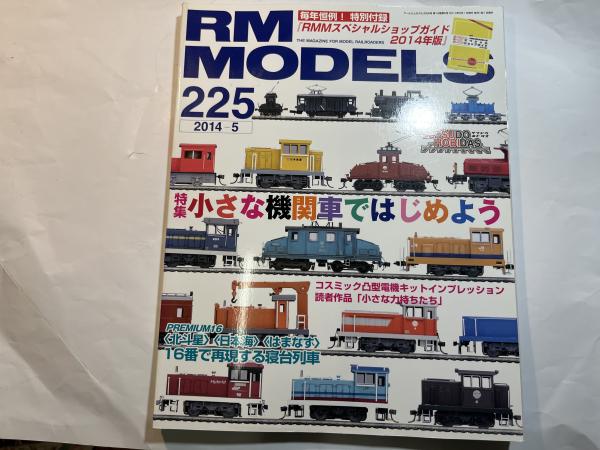 毎年恒例! 特別付録
「RMMスペシャルショップガイド
2014年版」
RM
THE MAGAZINE FOR MODEL RAILROADERS
MODELS
225
2014-5
HOBIDAS
特集 小さな機関車ではじめよう
コスミック凸型電機キットインプレッション
読者作品「小さな力持ちたち」
PREMIUM16
〈北斗星〉〈日本海〉〈はまなす〉
16番で再現する寝台列車
Hybrid